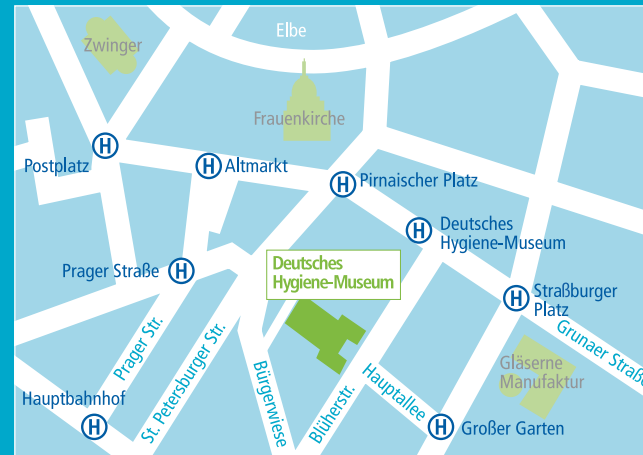 Elbe
Zwinger
Frauenkirche
H
Postplatz
H
Altmarkt
H
Pirnaischer Platz
H
Deutsches
Hygiene-Museum
Prager Straße
H
Deutsches
Hygiene-Museum
H
Straßburger
Platz
Grunaer Straße
Prager Str.
St. Petersburger Str.
Bürgerwiese
Blüherstr.
Hauptallee
Gläserne
Manufaktur
Hauptbahnhof
H
H
Großer Garten